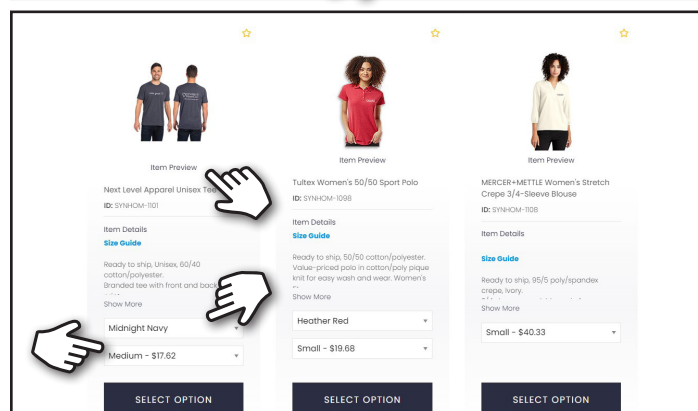 Item Preview
Next Level Apparel Unisex Tee
ID: SYNHOM-1101
Item Details
Size Guide
Ready to ship, Unisex, 60/40
cotton/polyester.
Branded tee with front and back
Show More
Midnight Navy
Medium - $17.62
SELECT OPTION
Item Preview
Tultex Women's 50/50 Sport Polo
ID: SYNHOM-1098
Item Details
Size Guide
Ready to ship, 50/50 cotton/polyester.
Value-priced polo in cotton/poly pique
knit for easy wash and wear. Women's
Show More
Heather Red
Small - $19.68
SELECT OPTION
Item Preview
MERCER+METTLE Women's Stretch
Crepe 3/4-Sleeve Blouse
ID: SYNHOM-1108
Item Details
Size Guide
Ready to ship, 95/5 poly/spandex
crepe, Ivory.
Show More
Small - $40.33
SELECT OPTION